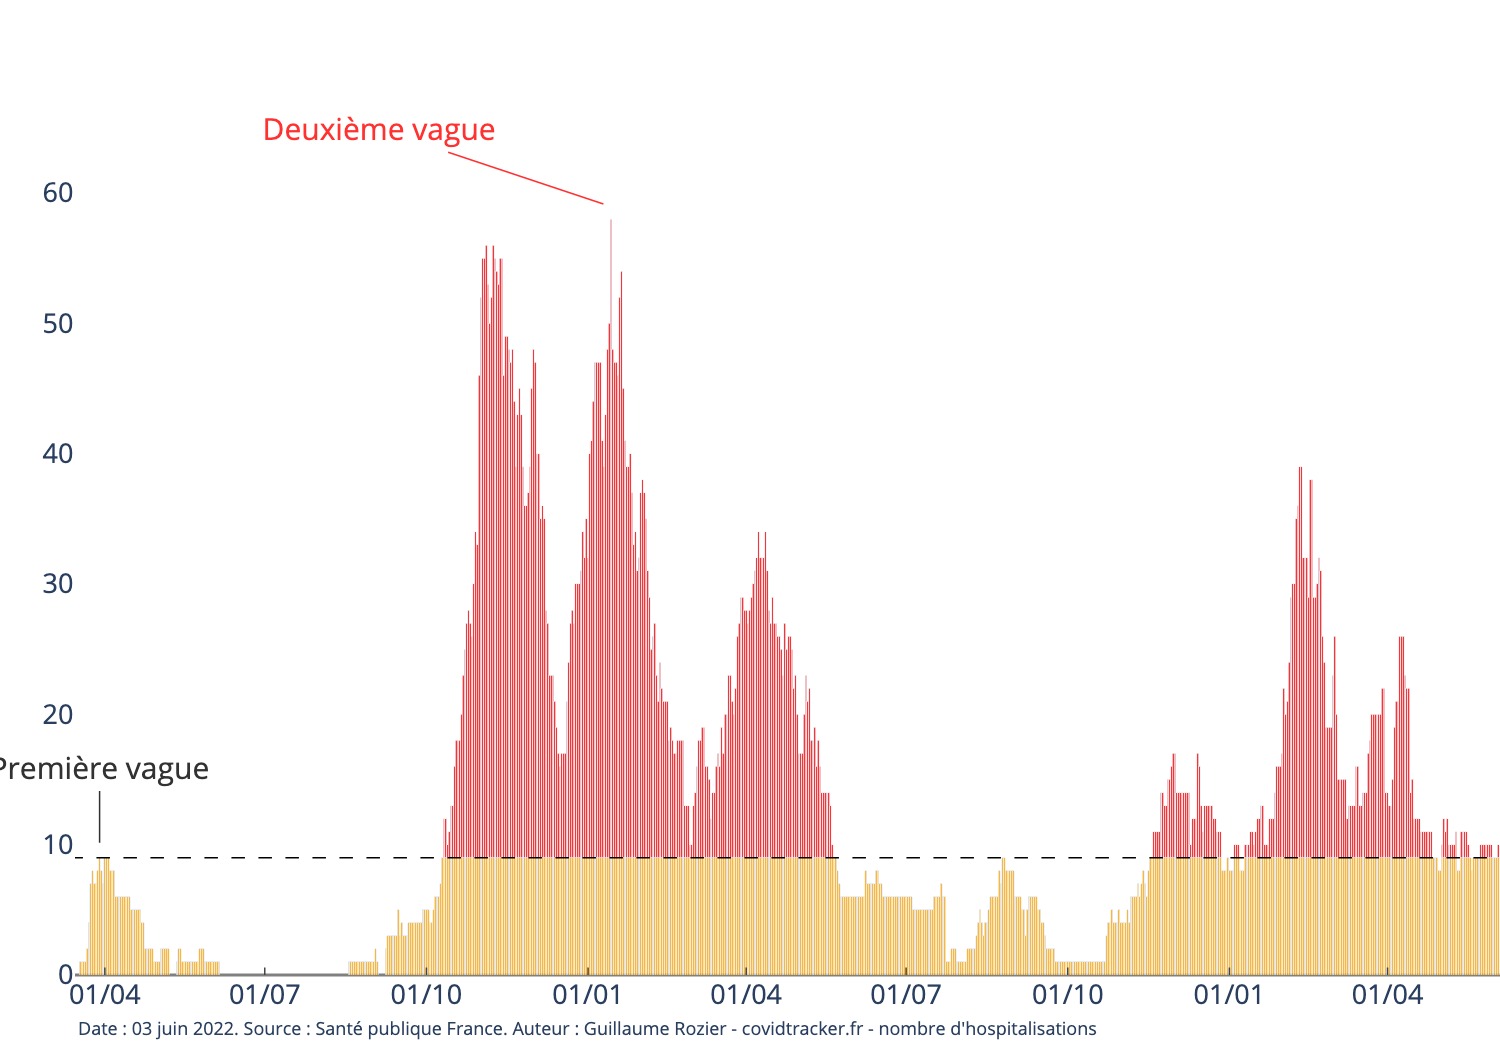 Deuxième vague
60
50
40
30
20
Première vague
10
0
01/04 01/07 01/10 01/01 01/04 01/07 01/10 01/01 01/04
Date : 03 juin 2022. Source : Santé publique France. Auteur : Guillaume Rozier - covidtracker.fr - nombre d'hospitalisations